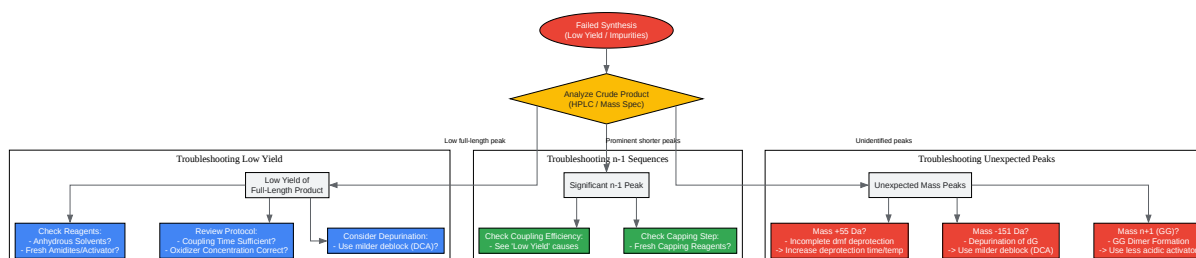 Failed Synthesis
(Low Yield / Impurities)
Analyze Crude Product
(HPLC / Mass Spec)
Low full-length peak
Prominent shorter peaks
Unidentified peaks
Troubleshooting Low Yield
Low Yield of
Full-Length Product
Check Reagents:
- Anhydrous Solvents?
- Fresh Amidites/Activator?
Review Protocol:
- Coupling Time Sufficient?
- Oxidizer Concentration Correct?
Consider Depurination:
- Use milder deblock (DCA)?
Troubleshooting n-1 Sequences
Significant n-1 Peak
Check Coupling Efficiency:
- See 'Low Yield' causes
Check Capping Step:
- Fresh Capping Reagents?
Troubleshooting Unexpected Peaks
Unexpected Mass Peaks
Mass +55 Da?
- Incomplete dmf deprotection
-> Increase deprotection time/temp
Mass -151 Da?
- Depurination of dG
-> Use milder deblock (DCA)
Mass n+1 (GG)?
- GG Dimer Formation
-> Use less acidic activator